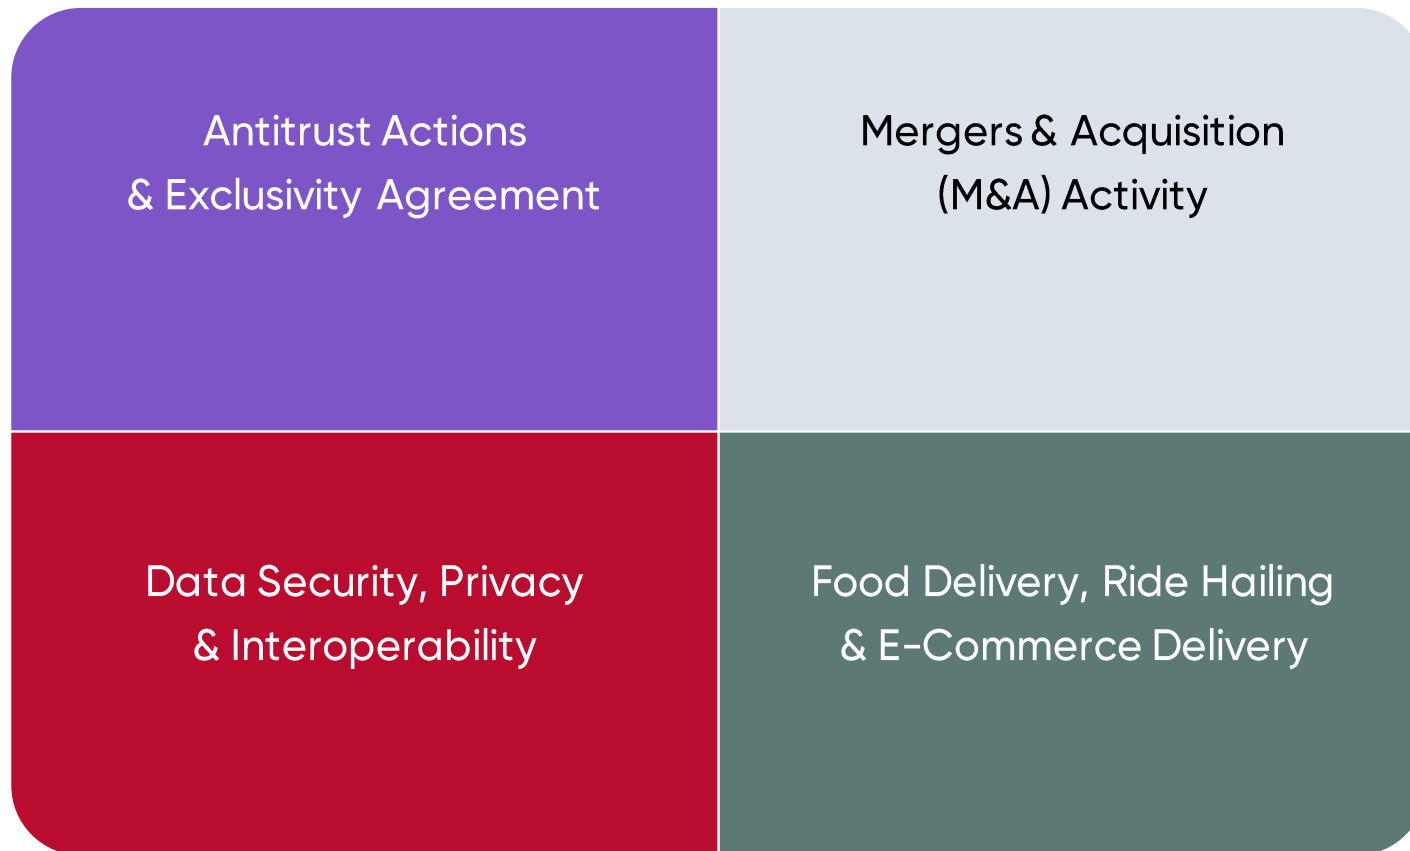 Antitrust Actions
& Exclusivity Agreement
Mergers & Acquisition
(M&A) Activity
Data Security, Privacy
& Interoperability
Food Delivery, Ride Hailing
& E-Commerce Delivery